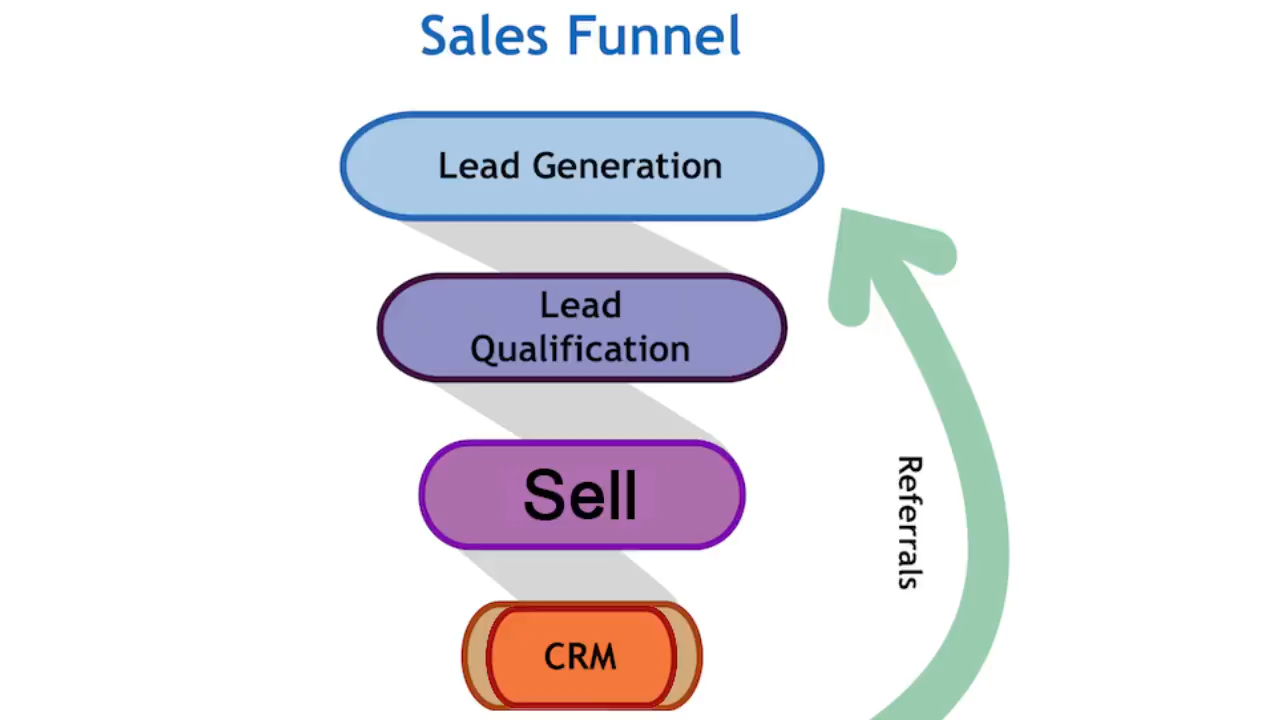 Sales Funnel
Lead Generation
Lead
Qualification
Sell
Referrals
CRM